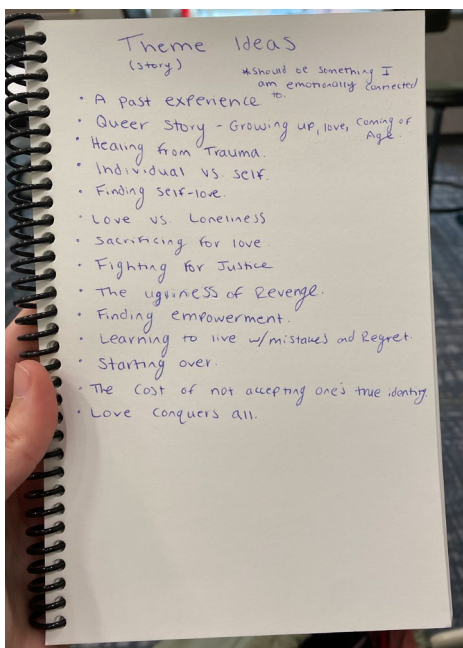 Theme Ideas
(story)
*Should be something I
am emotionally connected
to.
• A past experience
• Queer Story - Growing up, love, Coming of
Age.
• Healing from Trauma.
• Individual vs. self.
• Finding self-love.
• Love vs. Loneliness
• Sacrificing for love
• Fighting for Justice
• The ugliness of Revenge.
• Finding empowerment.
• Learning to live w/mistakes and Regret.
• Starting over.
• The cost of not accepting one's true identity.
• Love conquers all.